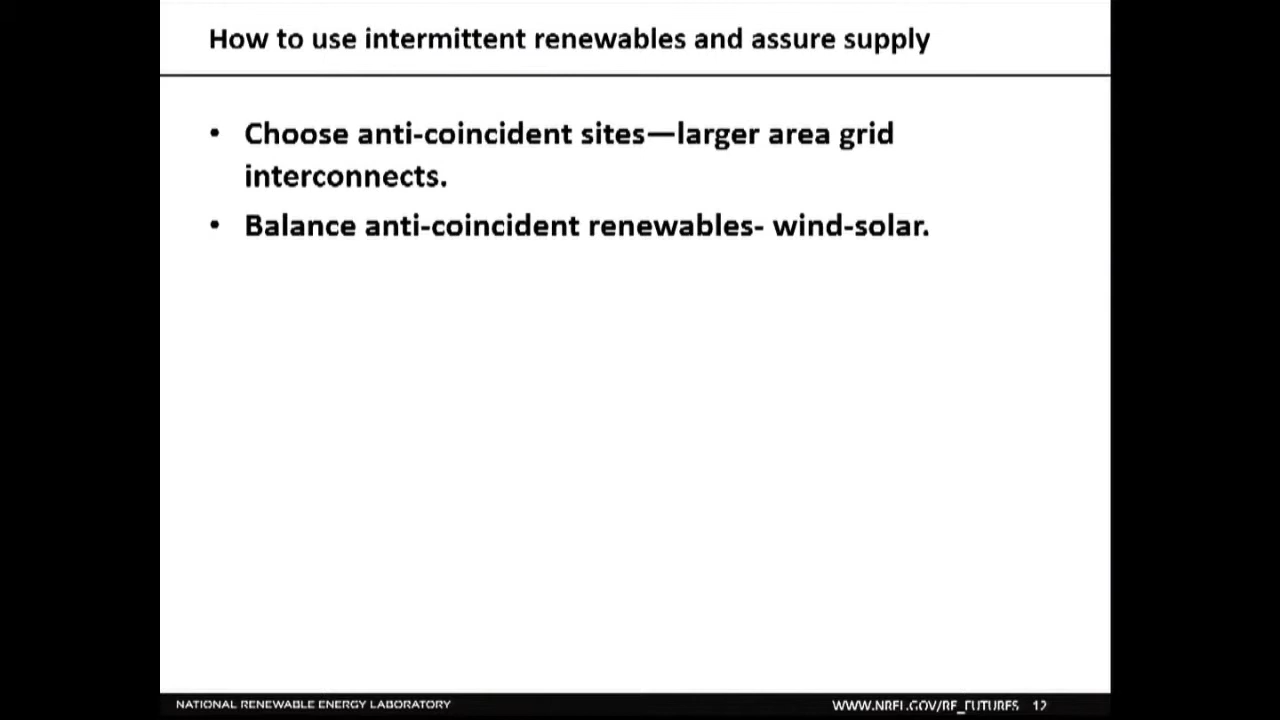 How to use intermittent renewables and assure supply
• Choose anti-coincident sites—larger area grid
interconnects.
• Balance anti-coincident renewables- wind-solar.
NATIONAL RENEWABLE ENERGY LABORATORY
WWW.NREL.GOV/RE_FUTURES 12